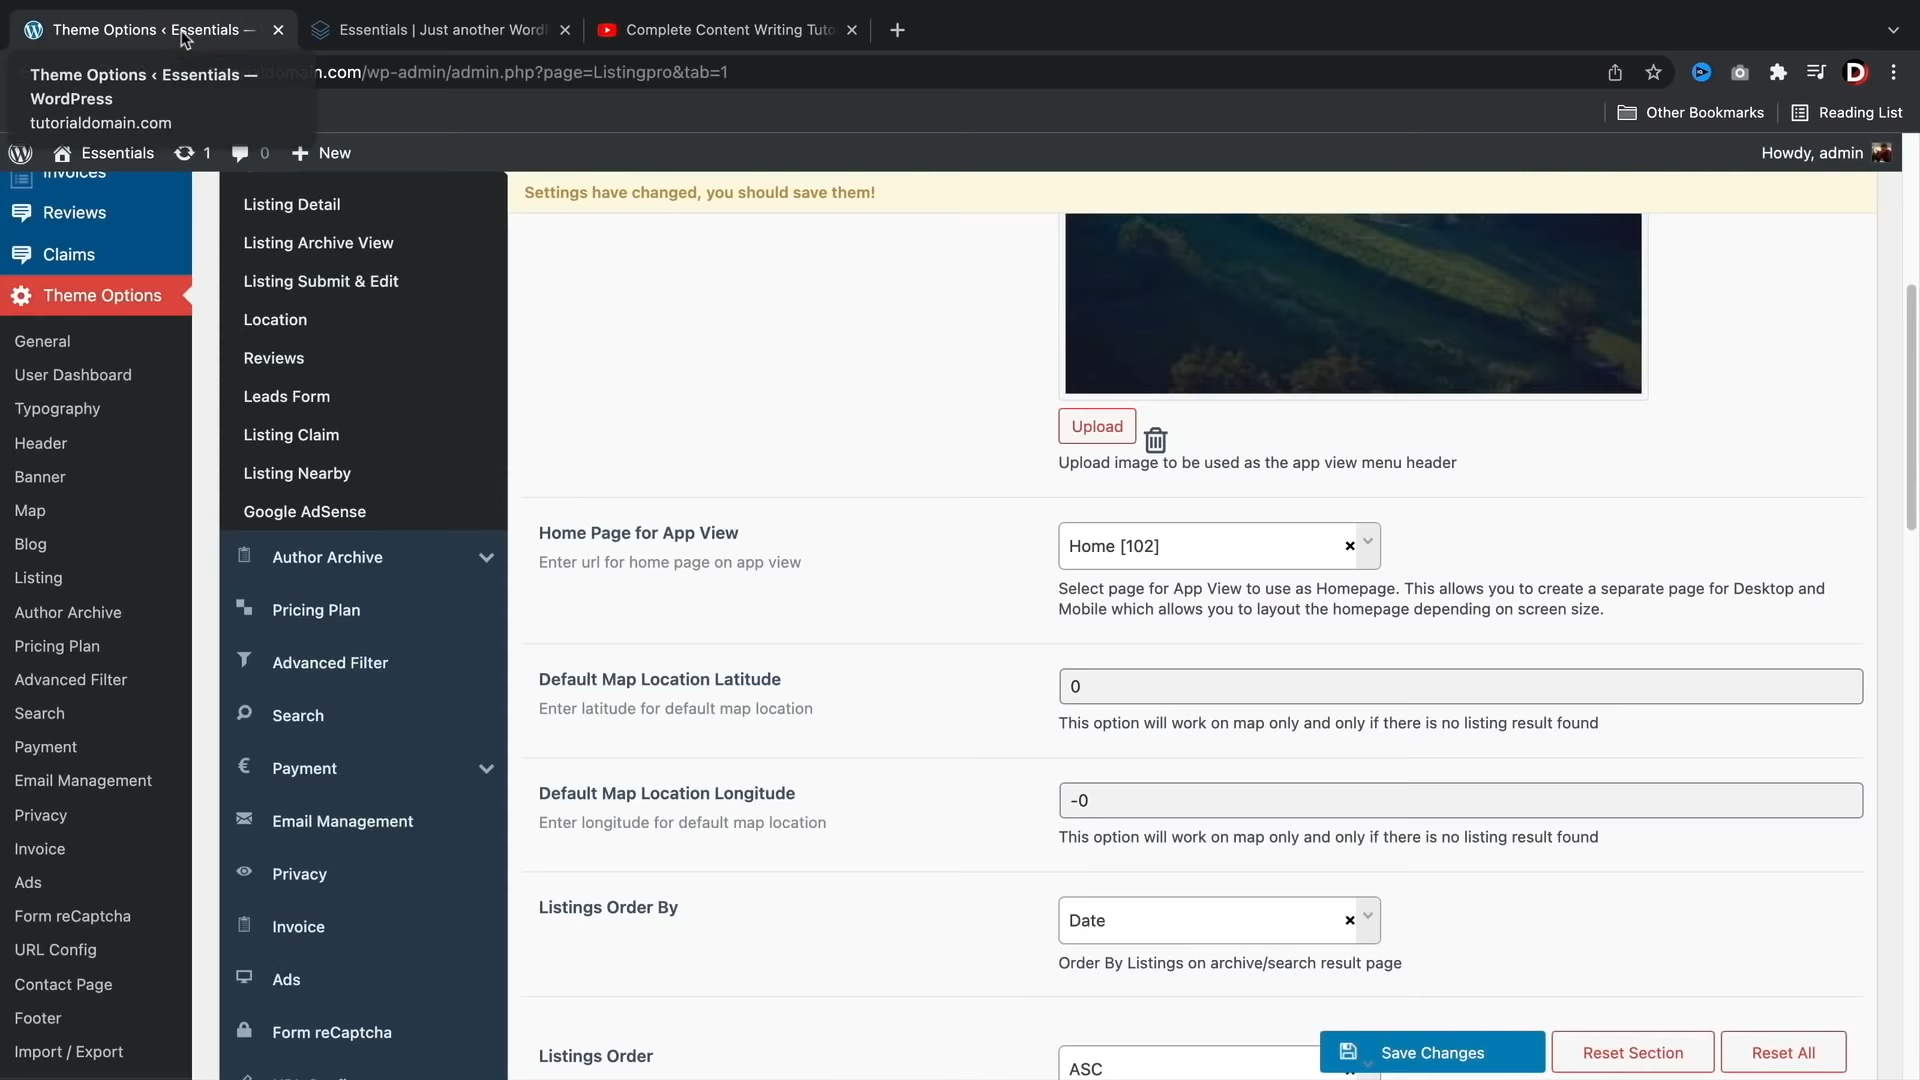 Theme Options ‹ Essentials —
Essentials | Just another Word
Complete Content Writing Tuto
Theme Options ‹ Essentials —
WordPress
tutorialdomain.com
n.com/wp-admin/admin.php?page=Listingpro&tab=1
Other Bookmarks
Reading List
Essentials
1
0
New
Howdy, admin
Invoices
Reviews
Claims
Theme Options
General
User Dashboard
Typography
Header
Banner
Map
Blog
Listing
Author Archive
Pricing Plan
Advanced Filter
Search
Payment
Email Management
Privacy
Invoice
Ads
Form reCaptcha
URL Config
Contact Page
Footer
Import / Export
Listing Detail
Listing Archive View
Listing Submit & Edit
Location
Reviews
Leads Form
Listing Claim
Listing Nearby
Google AdSense
Author Archive
Pricing Plan
Advanced Filter
Search
Payment
Email Management
Privacy
Invoice
Ads
Form reCaptcha
Settings have changed, you should save them!
Upload
Upload image to be used as the app view menu header
Home Page for App View
Enter url for home page on app view
Home [102]
Select page for App View to use as Homepage. This allows you to create a separate page for Desktop and
Mobile which allows you to layout the homepage depending on screen size.
Default Map Location Latitude
Enter latitude for default map location
0
This option will work on map only and only if there is no listing result found
Default Map Location Longitude
Enter longitude for default map location
-0
This option will work on map only and only if there is no listing result found
Listings Order By
Date
Order By Listings on archive/search result page
Listings Order
ASC
Save Changes
Reset Section
Reset All